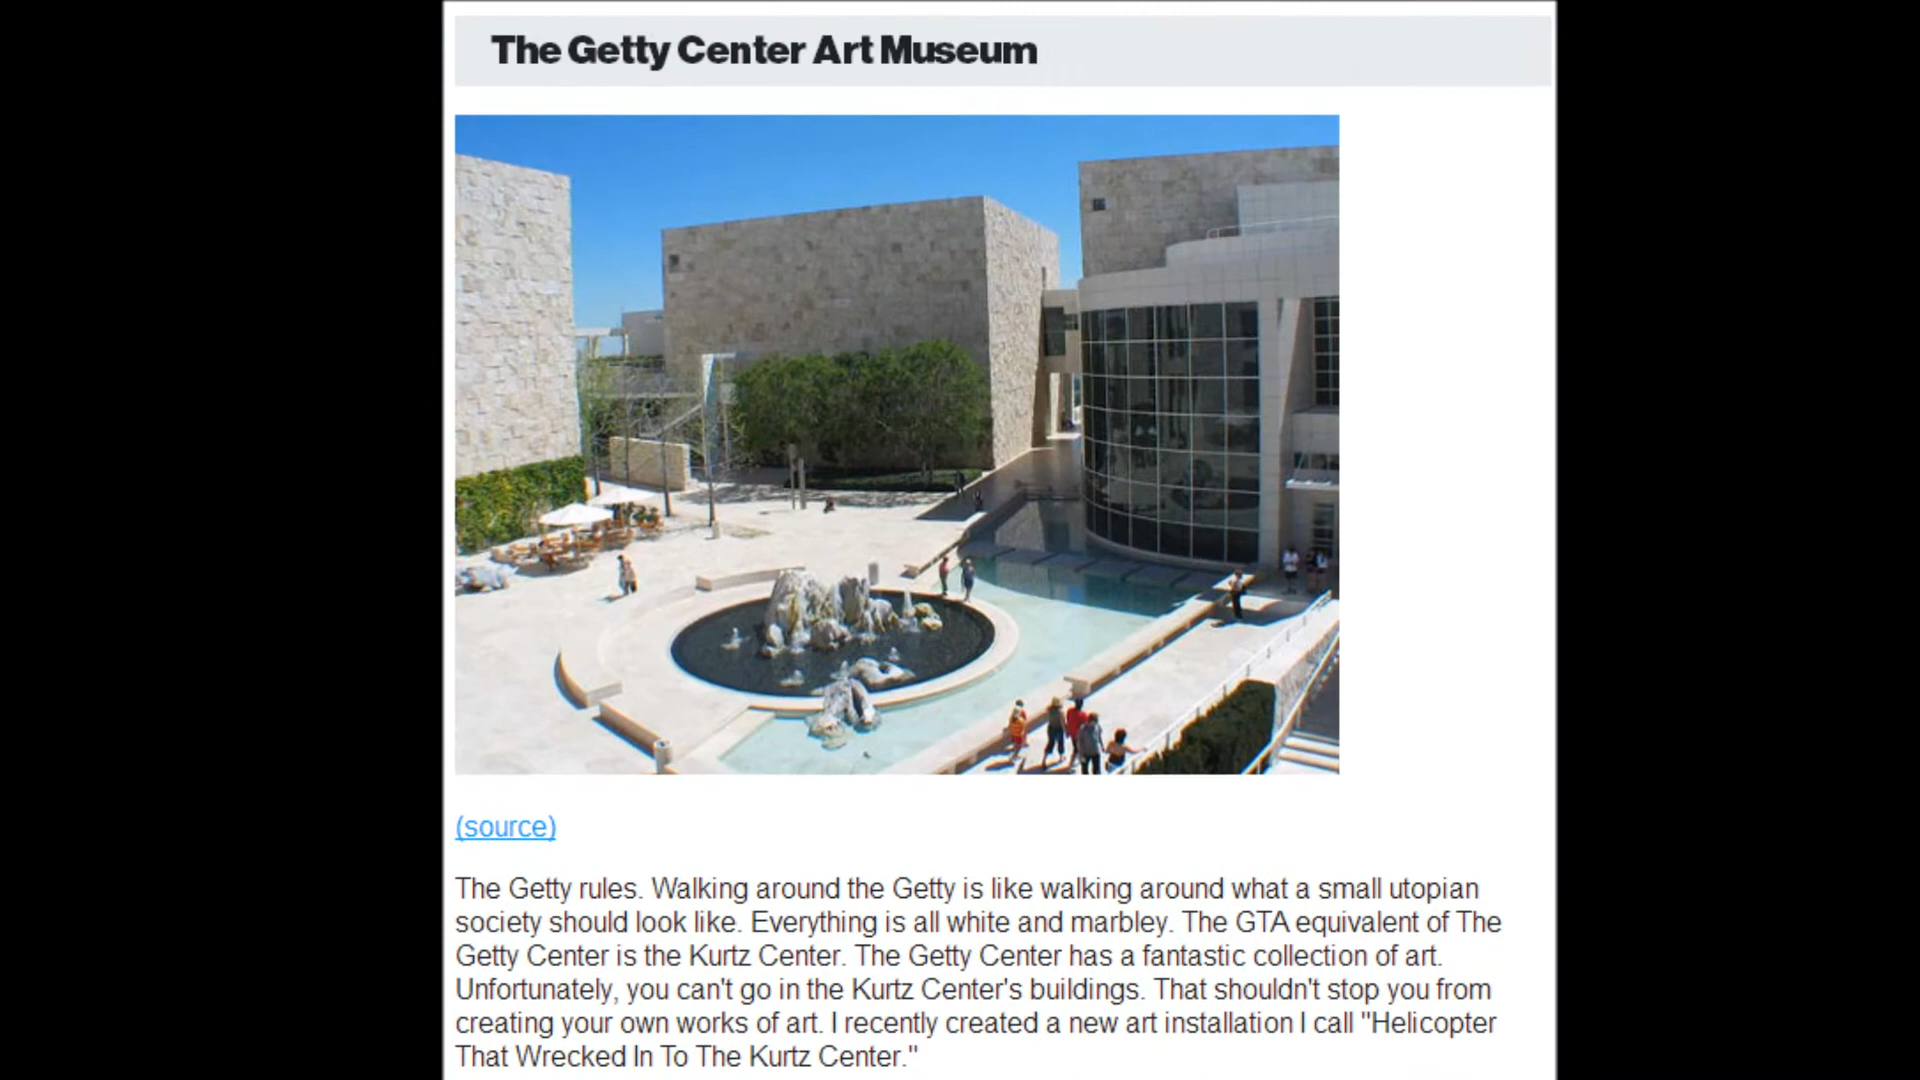 The Getty Center Art Museum
(source)
The Getty rules. Walking around the Getty is like walking around what a small utopian
society should look like. Everything is all white and marbley. The GTA equivalent of The
Getty Center is the Kurtz Center. The Getty Center has a fantastic collection of art.
Unfortunately, you can't go in the Kurtz Center's buildings. That shouldn't stop you from
creating your own works of art. I recently created a new art installation I call "Helicopter
That Wrecked In To The Kurtz Center."